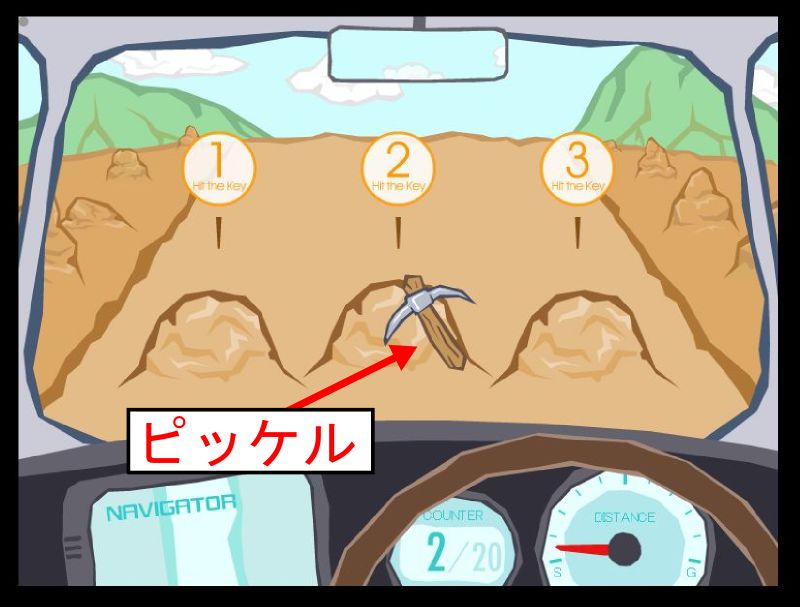 1
Hit the Key
2
Hit the Key
3
Hit the Key
ピッケル
NAVIGATOR
COUNTER
2/20
DISTANCE
S
G